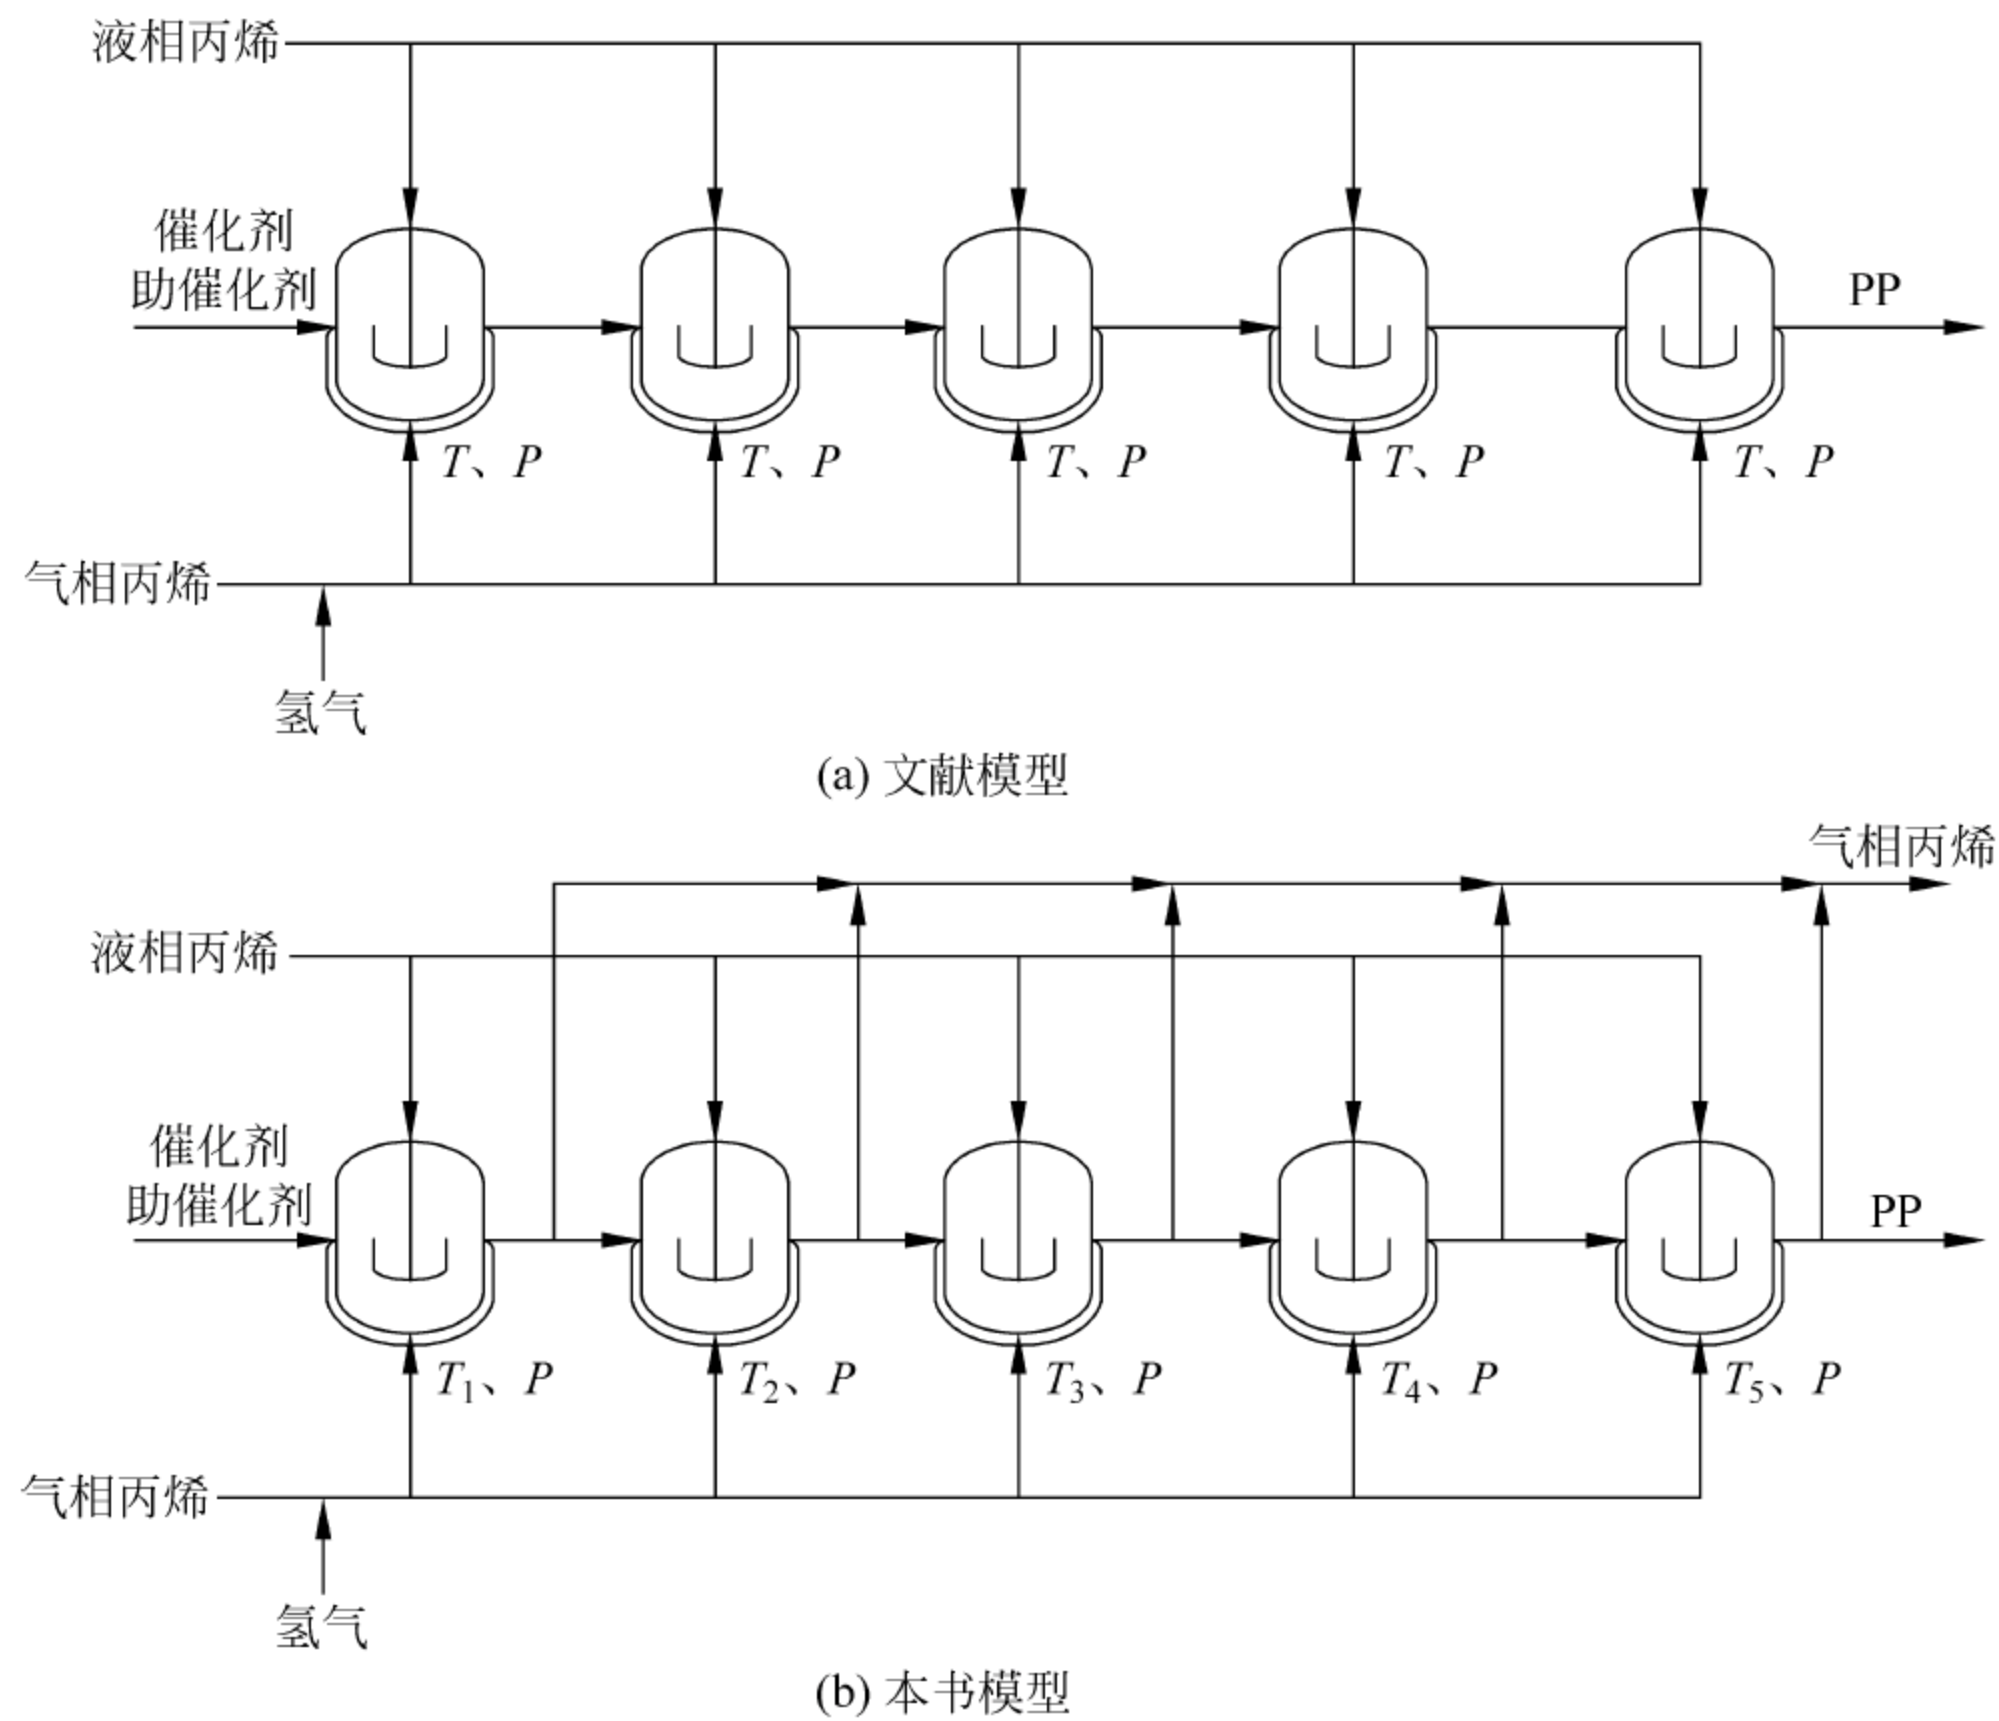 液相丙烯
催化剂
助催化剂
PP
T、P T、P T、P T、P T、P
气相丙烯
氢气
(a) 文献模型
气相丙烯
液相丙烯
催化剂
助催化剂
PP
T₁、P T₂、P T₃、P T₄、P T₅、P
气相丙烯
氢气
(b) 本书模型